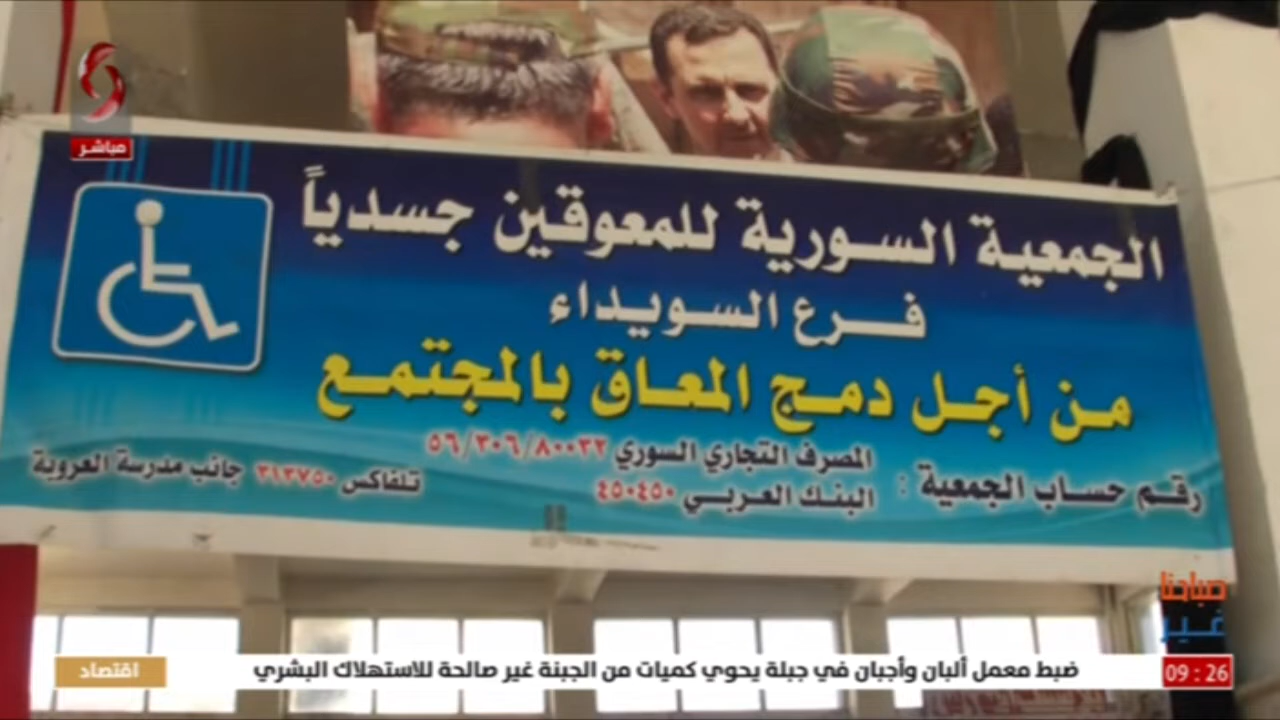 مباشر
الجمعية السورية للمعوقين جسدياً
فرع السويداء
من أجل دمج المعاق بالمجتمع
رقم حساب الجمعية : المصرف التجاري السوري ٥٦/٣٠٦/٨٠٠٣٢
البنك العربي ٤٥٠٤٥٠
تلفاكس ٣١٣٧٥٠ جانب مدرسة العروبة
صباحنا
غير
09 : 26
ضبط معمل ألبان وأجبان في جبلة يحوي كميات من الجبنة غير صالحة للاستهلاك البشري
اقتصاد